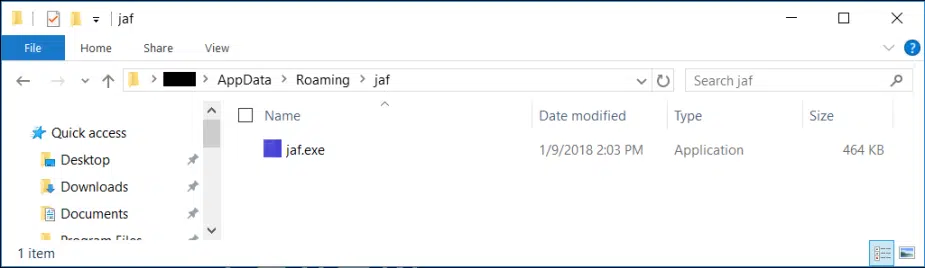 jaf
File Home Share View
AppData Roaming jaf Search jaf
Name Date modified Type Size
Quick access
jaf.exe 1/9/2018 2:03 PM Application 464 KB
Desktop
Downloads
Documents
Program Files
1 item